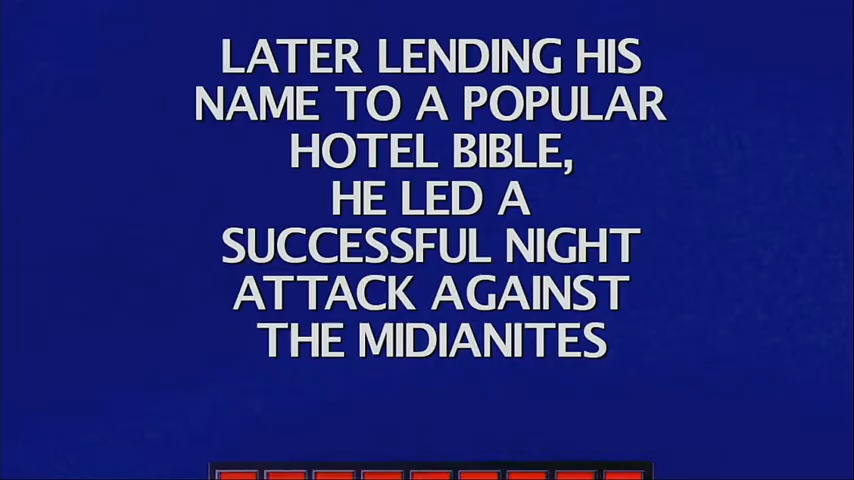 LATER LENDING HIS
NAME TO A POPULAR
HOTEL BIBLE,
HE LED A
SUCCESSFUL NIGHT
ATTACK AGAINST
THE MIDIANITES